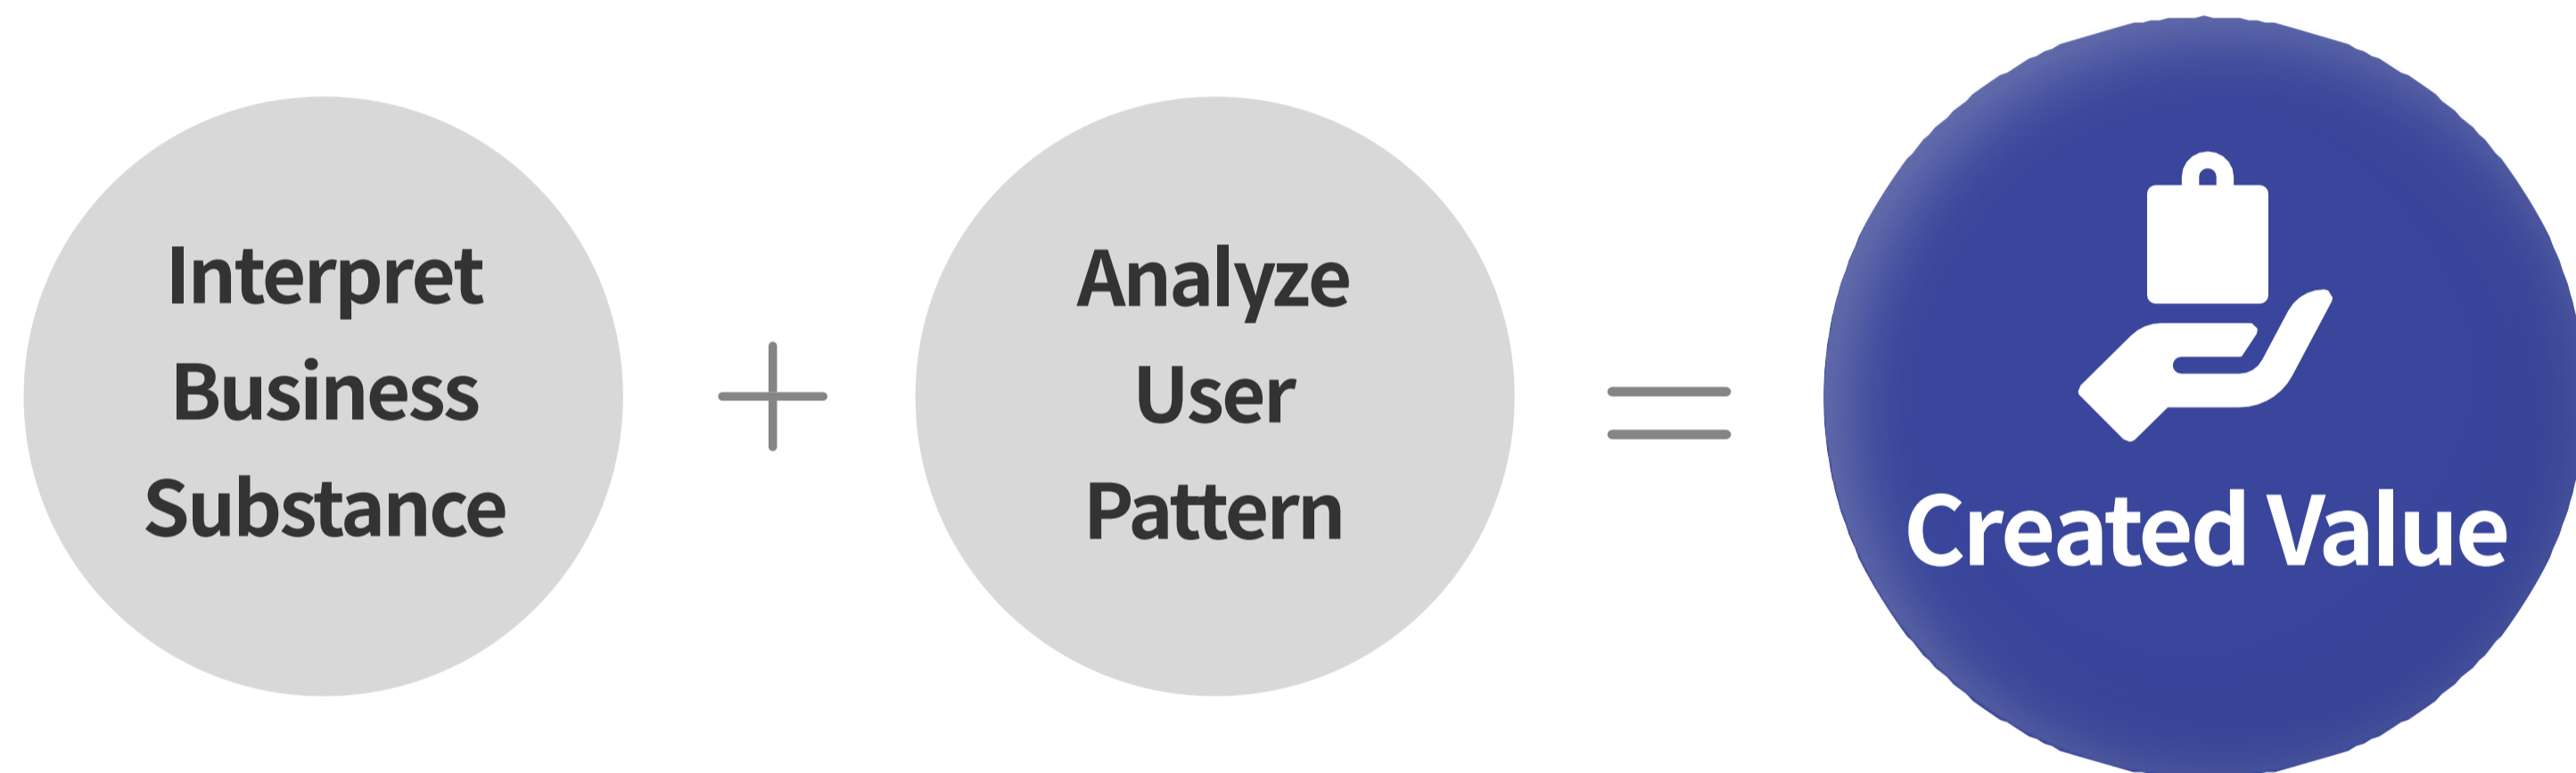 Interpret
Business
Substance
Analyze
User
Pattern
Created Value